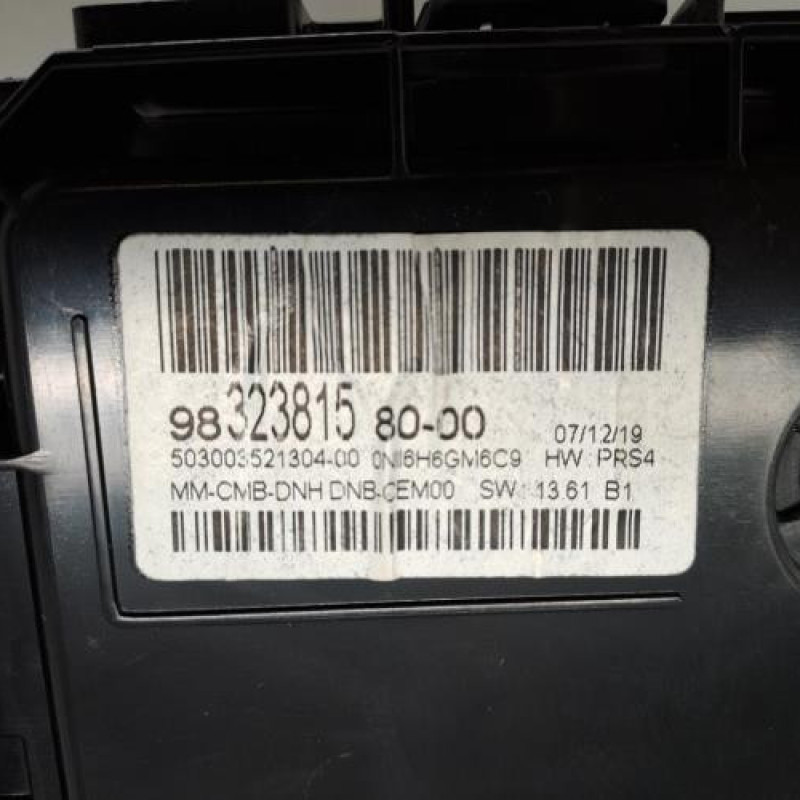 98 323815 80-00 07/12/19
503003521304-00 0NI6H6GM6C9 HW: PRS4
MM-CMB-DNH DNB-CEM00 SW: 13.61 B1